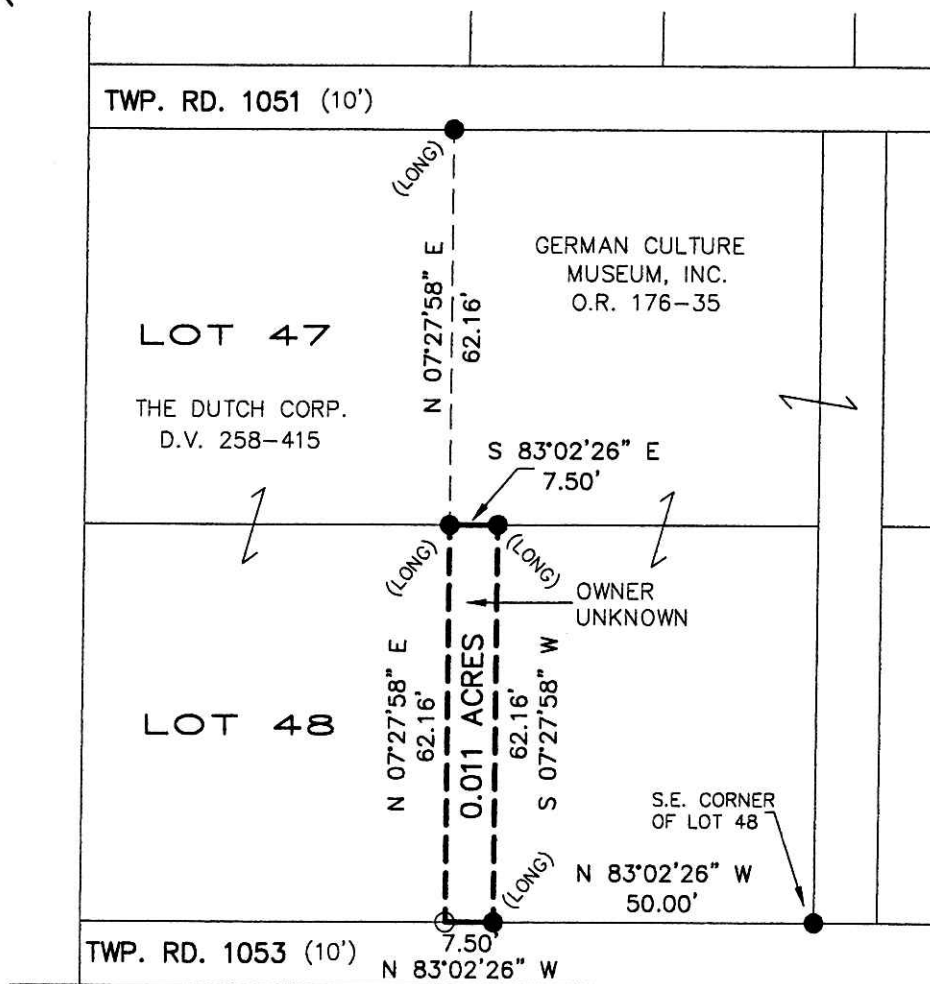 TWP. RD. 1051 (10')
(LONG)
N 07°27'58" E
62.16'
GERMAN CULTURE
MUSEUM, INC.
O.R. 176-35
LOT 47
THE DUTCH CORP.
D.V. 258-415
S 83°02'26" E
7.50'
(LONG)
(LONG)
OWNER
UNKNOWN
N 07°27'58" E
62.16'
0.011 ACRES
62.16'
S 07°27'58" W
LOT 48
S.E. CORNER
OF LOT 48
(LONG)
N 83°02'26" W
50.00'
TWP. RD. 1053 (10')
7.50'
N 83°02'26" W